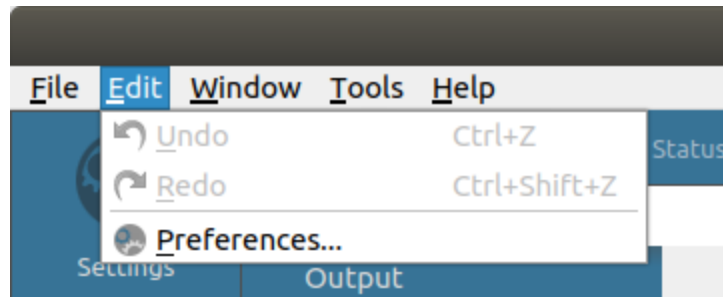 File Edit Window Tools Help
Undo Ctrl+Z
Status
Redo Ctrl+Shift+Z
Preferences...
Settings
Output